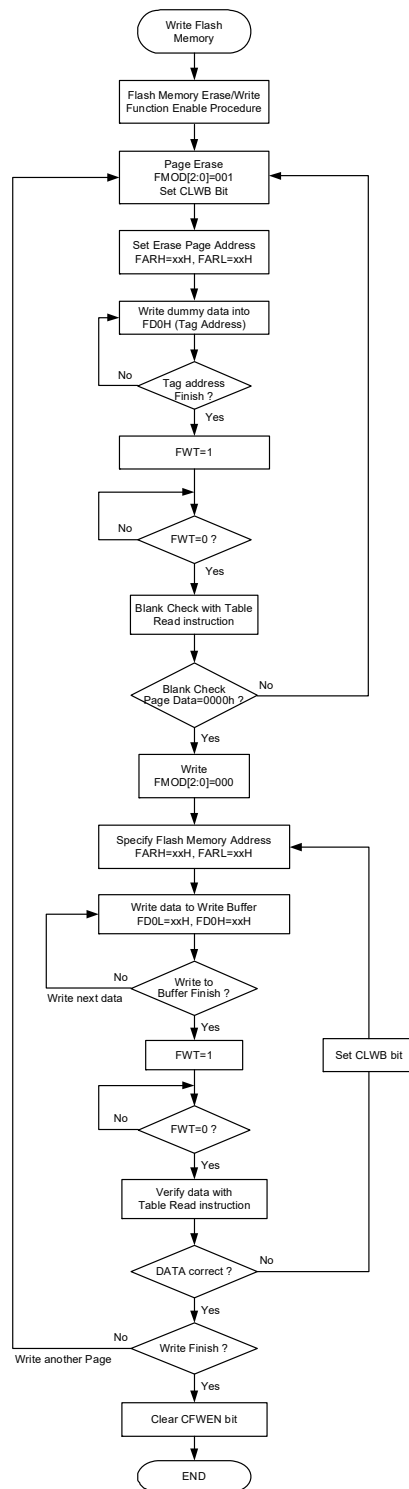 Write Flash
Memory
Flash Memory Erase/Write
Function Enable Procedure
Page Erase
FMOD[2:0]=001
Set CLWB Bit
Set Erase Page Address
FARH=xxH, FARL=xxH
Write dummy data into
FD0H (Tag Address)
No
Tag address
Finish ?
Yes
FWT=1
No
FWT=0 ?
Yes
Blank Check with Table
Read instruction
No
Blank Check
Page Data=0000h ?
Yes
Write
FMOD[2:0]=000
Specify Flash Memory Address
FARH=xxH, FARL=xxH
Write data to Write Buffer
FD0L=xxH, FD0H=xxH
No
Write next data
Write to
Buffer Finish ?
Yes
FWT=1
Set CLWB bit
No
FWT=0 ?
Yes
Verify data with
Table Read instruction
No
DATA correct ?
Yes
No
Write another Page
Write Finish ?
Yes
Clear CFWEN bit
END